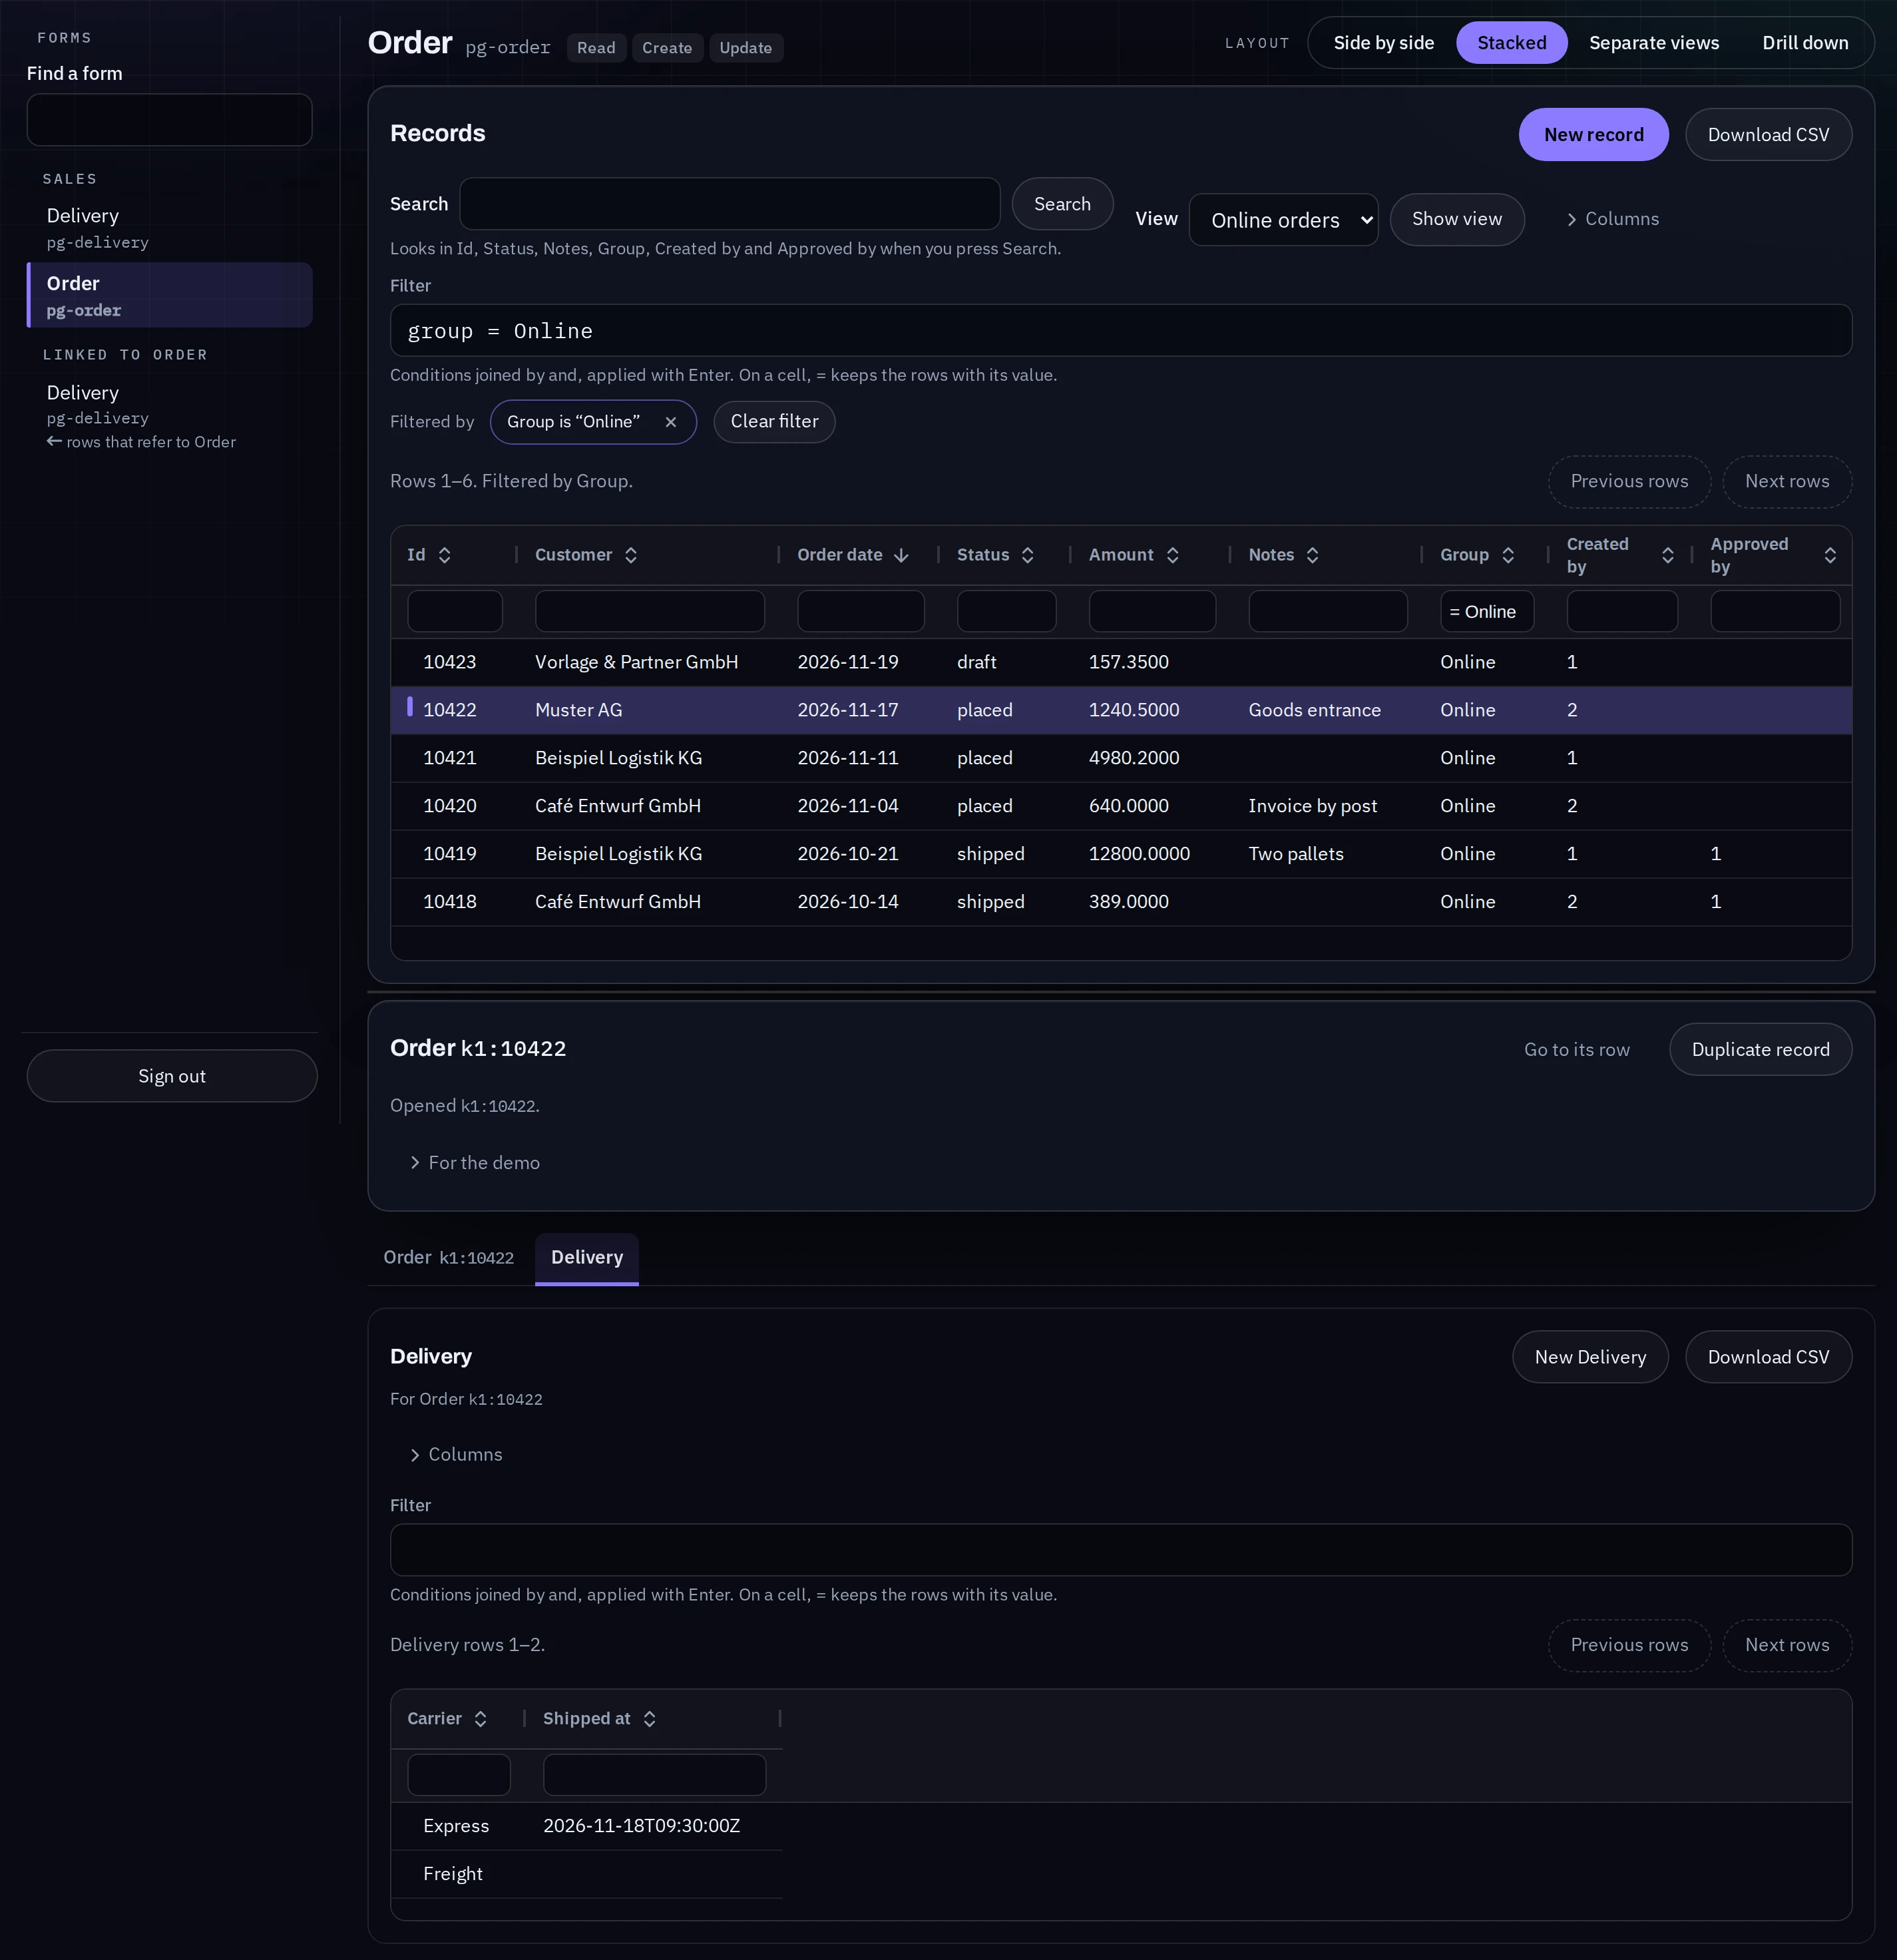 FORMS
Find a form
SALES
Delivery
pg-delivery
Order
pg-order
LINKED TO ORDER
Delivery
pg-delivery
← rows that refer to Order
Sign out
Order pg-order Read Create Update
LAYOUT Side by side Stacked Separate views Drill down
Records
New record Download CSV
Search Search View Online orders Show view Columns
Looks in Id, Status, Notes, Group, Created by and Approved by when you press Search.
Filter
group = Online
Conditions joined by and, applied with Enter. On a cell, = keeps the rows with its value.
Filtered by Group is “Online” × Clear filter
Rows 1–6. Filtered by Group. Previous rows Next rows
Id Customer Order date Status Amount Notes Group Created by Approved by
= Online
10423 Vorlage & Partner GmbH 2026-11-19 draft 157.3500 Online 1
10422 Muster AG 2026-11-17 placed 1240.5000 Goods entrance Online 2
10421 Beispiel Logistik KG 2026-11-11 placed 4980.2000 Online 1
10420 Café Entwurf GmbH 2026-11-04 placed 640.0000 Invoice by post Online 2
10419 Beispiel Logistik KG 2026-10-21 shipped 12800.0000 Two pallets Online 1 1
10418 Café Entwurf GmbH 2026-10-14 shipped 389.0000 Online 2 1
Order k1:10422 Go to its row Duplicate record
Opened k1:10422.
For the demo
Order k1:10422 Delivery
Delivery New Delivery Download CSV
For Order k1:10422
Columns
Filter
Conditions joined by and, applied with Enter. On a cell, = keeps the rows with its value.
Delivery rows 1–2. Previous rows Next rows
Carrier Shipped at
Express 2026-11-18T09:30:00Z
Freight